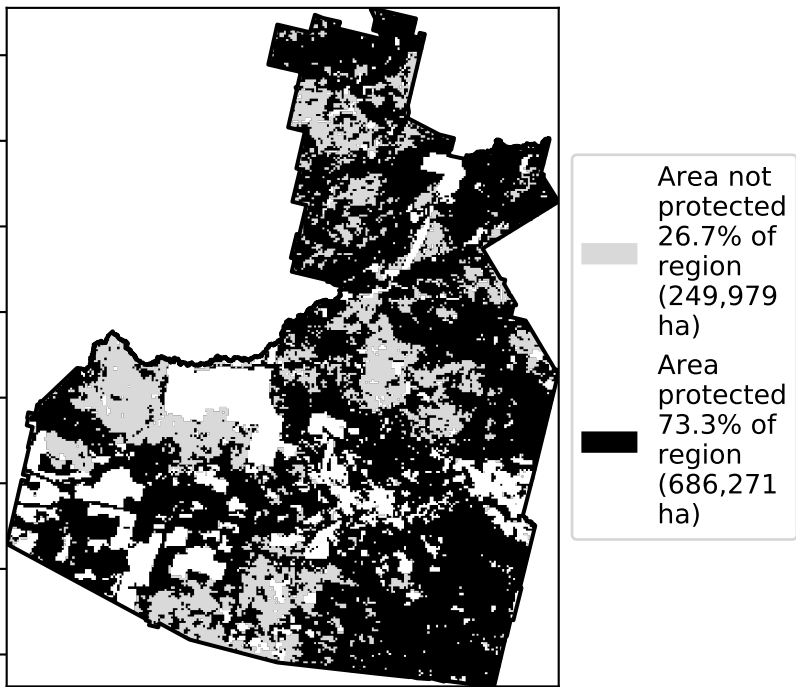 Area not
protected
26.7% of
region
(249,979
ha)
Area
protected
73.3% of
region
(686,271
ha)